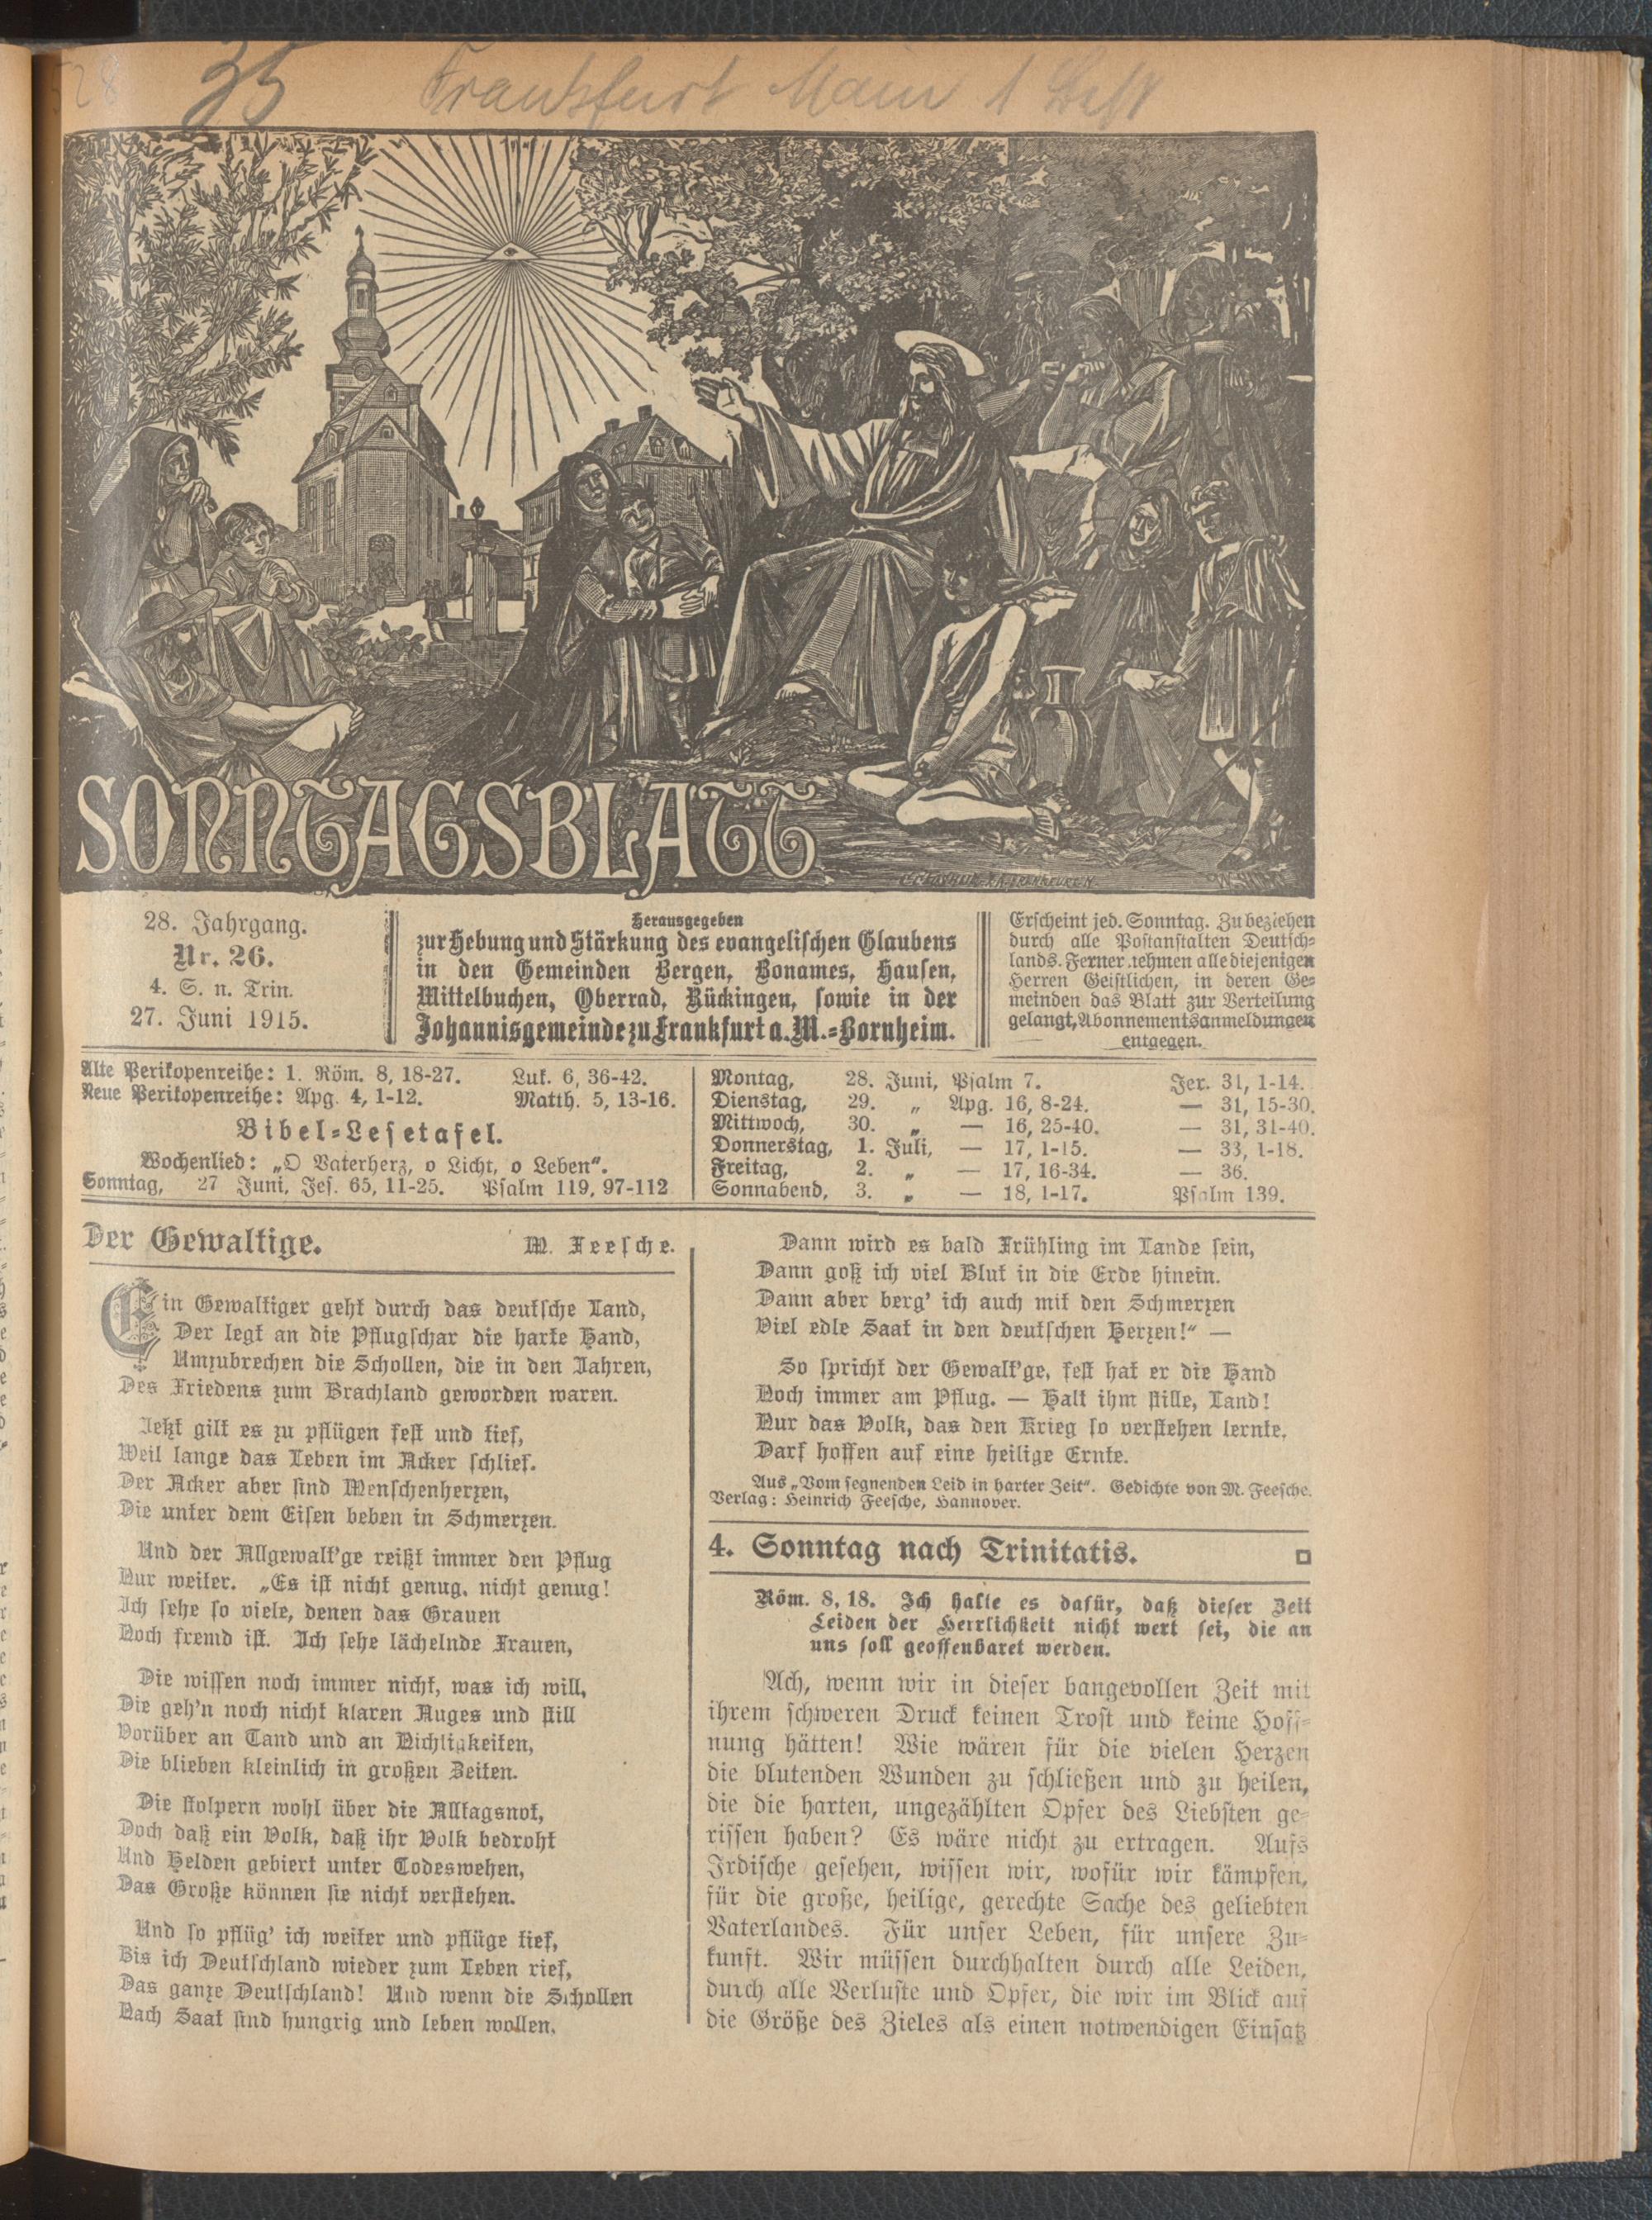 28
35 Frankfurt Main 1 Heft
SONNTAGSBLATT
28. Jahrgang.
Nr. 26.
4. S. n. Trin.
27. Juni 1915.
Herausgegeben
zur Hebung und Stärkung des evangelischen Glaubens
in den Gemeinden Bergen, Bonames, Hausen,
Mittelbuchen, Oberrad, Rückingen, sowie in der
Johannisgemeinde zu Frankfurt a. M.-Bornheim.
Erscheint jed. Sonntag. Zu beziehen
durch alle Postanstalten Deutsch-
lands. Ferner nehmen alle diejenigen
Herren Geistlichen, in deren Ge-
meinden das Blatt zur Verteilung
gelangt, Abonnementsanmeldungen
entgegen.
Alte Perikopenreihe: 1. Röm. 8, 18-27. Luk. 6, 36-42.
Neue Perikopenreihe: Apg. 4, 1-12. Matth. 5, 13-16.
Bibel-Lesetafel.
Wochenlied: „O Vaterherz, o Licht, o Leben“.
Sonntag, 27 Juni, Jes. 65, 11-25. Psalm 119, 97-112
Montag, 28. Juni, Psalm 7. Jer. 31, 1-14.
Dienstag, 29. „ Apg. 16, 8-24. — 31, 15-30.
Mittwoch, 30. „ — 16, 25-40. — 31, 31-40.
Donnerstag, 1. Juli, — 17, 1-15. — 33, 1-18.
Freitag, 2. „ — 17, 16-34. — 36.
Sonnabend, 3. „ — 18, 1-17. Psalm 139.
Der Gewaltige. M. Feesche.
Ein Gewaltiger geht durch das deutsche Land,
Der legt an die Pflugschar die harte Hand,
Umzubrechen die Schollen, die in den Jahren,
Des Friedens zum Brachland geworden waren.
Jetzt gilt es zu pflügen fest und tief,
Weil lange das Leben im Acker schlief.
Der Acker aber sind Menschenherzen,
Die unter dem Eisen beben in Schmerzen.
Und der Allgewalt'ge reißt immer den Pflug
Nur weiter. „Es ist nicht genug, nicht genug!
Ich sehe so viele, denen das Grauen
Noch fremd ist. Ich sehe lächelnde Frauen,
Die wissen noch immer nicht, was ich will,
Die geh'n noch nicht klaren Auges und still
Vorüber an Tand und an Nichtigkeiten,
Die blieben kleinlich in großen Zeiten.
Die stolpern wohl über die Alltagsnot,
Doch daß ein Volk, daß ihr Volk bedroht
Und Helden gebiert unter Todeswehen,
Das Große können sie nicht verstehen.
Und so pflüg' ich weiter und pflüge tief,
Bis ich Deutschland wieder zum Leben rief,
Das ganze Deutschland! Und wenn die Schollen
Nach Saat sind hungrig und leben wollen,
Dann wird es bald Frühling im Lande sein,
Dann goß ich viel Blut in die Erde hinein.
Dann aber berg' ich auch mit den Schmerzen
Viel edle Saat in den deutschen Herzen!“ —
So spricht der Gewalt'ge, fest hat er die Hand
Noch immer am Pflug. — Halt ihm stille, Land!
Nur das Volk, das den Krieg so verstehen lernte,
Darf hoffen auf eine heilige Ernte.
Aus „Vom segnenden Leid in harter Zeit“. Gedichte von M. Feesche.
Verlag: Heinrich Feesche, Hannover.
4. Sonntag nach Trinitatis.
Röm. 8, 18. Ich halte es dafür, daß dieser Zeit
Leiden der Herrlichkeit nicht wert sei, die an
uns soll geoffenbaret werden.
Ach, wenn wir in dieser bangevollen Zeit mit
ihrem schweren Druck keinen Trost und keine Hoff-
nung hätten! Wie wären für die vielen Herzen
die blutenden Wunden zu schließen und zu heilen,
die die harten, ungezählten Opfer des Liebsten ge-
rissen haben? Es wäre nicht zu ertragen. Aufs
Irdische gesehen, wissen wir, wofür wir kämpfen,
für die große, heilige, gerechte Sache des geliebten
Vaterlandes. Für unser Leben, für unsere Zu-
kunft. Wir müssen durchhalten durch alle Leiden,
durch alle Verluste und Opfer, die wir im Blick auf
die Größe des Zieles als einen notwendigen Einsatz